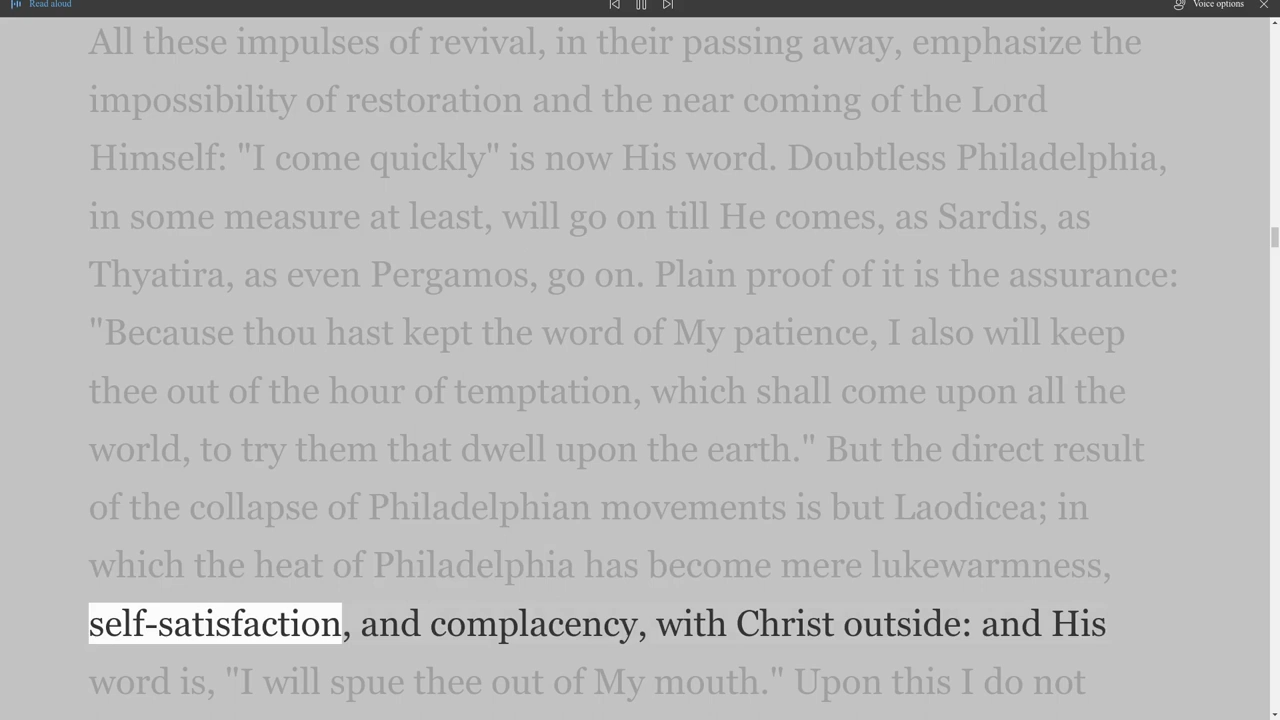 Read aloud
Voice options
All these impulses of revival, in their passing away, emphasize the
impossibility of restoration and the near coming of the Lord
Himself: "I come quickly" is now His word. Doubtless Philadelphia,
in some measure at least, will go on till He comes, as Sardis, as
Thyatira, as even Pergamos, go on. Plain proof of it is the assurance:
"Because thou hast kept the word of My patience, I also will keep
thee out of the hour of temptation, which shall come upon all the
world, to try them that dwell upon the earth." But the direct result
of the collapse of Philadelphian movements is but Laodicea; in
which the heat of Philadelphia has become mere lukewarmness,
self-satisfaction, and complacency, with Christ outside: and His
word is, "I will spue thee out of My mouth." Upon this I do not